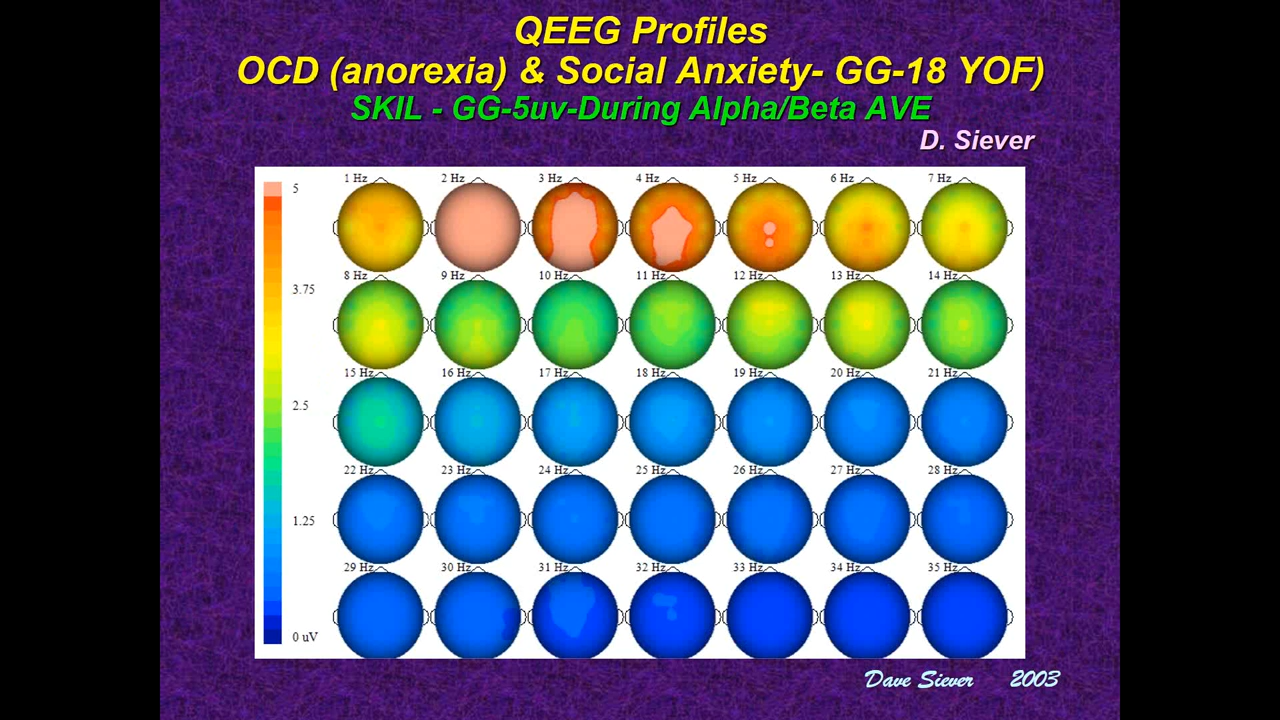 QEEG Profiles
OCD (anorexia) & Social Anxiety- GG-18 YOF)
SKIL - GG-5uv-During Alpha/Beta AVE
D. Siever
1 Hz 2 Hz 3 Hz 4 Hz 5 Hz 6 Hz 7 Hz
5
8 Hz 9 Hz 10 Hz 11 Hz 12 Hz 13 Hz 14 Hz
3.75
15 Hz 16 Hz 17 Hz 18 Hz 19 Hz 20 Hz 21 Hz
2.5
22 Hz 23 Hz 24 Hz 25 Hz 26 Hz 27 Hz 28 Hz
1.25
29 Hz 30 Hz 31 Hz 32 Hz 33 Hz 34 Hz 35 Hz
0 uV
Dave Siever 2003